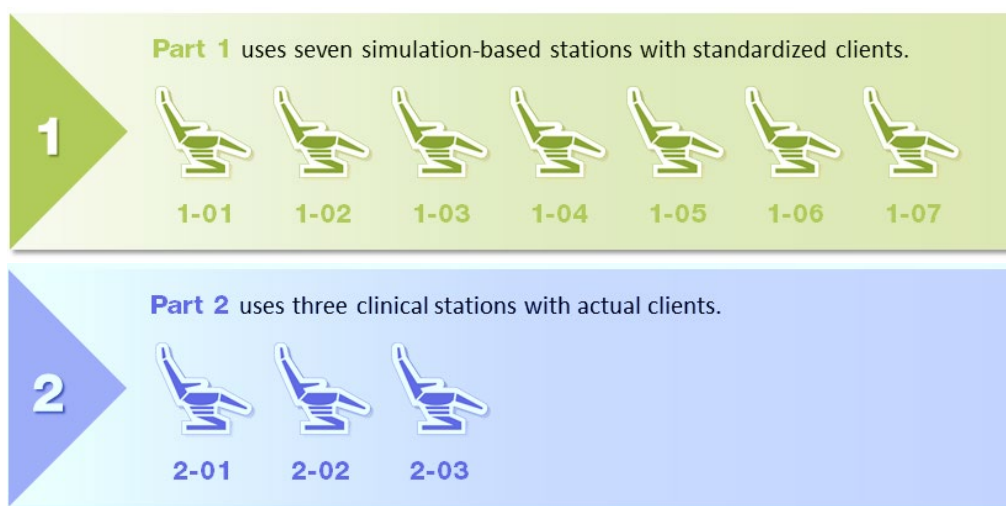 1
Part 1 uses seven simulation-based stations with standardized clients.
1-01 1-02 1-03 1-04 1-05 1-06 1-07
2
Part 2 uses three clinical stations with actual clients.
2-01 2-02 2-03